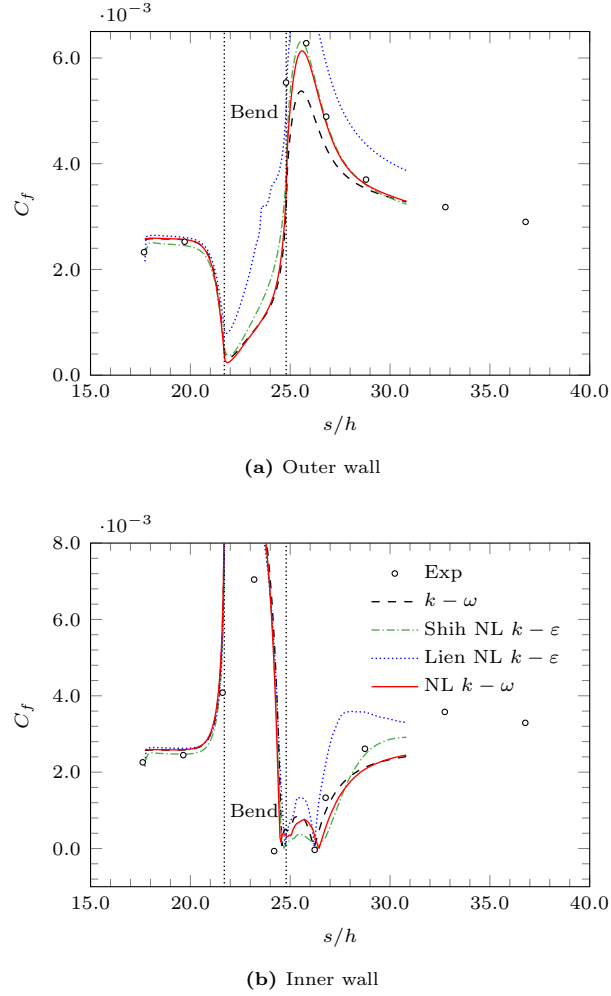 ·10−3
6.0
4.0
2.0
0.0
Cf
Bend
15.0 20.0 25.0 30.0 35.0 40.0
s/h
(a) Outer wall
·10−3
8.0
6.0
4.0
2.0
0.0
Cf
Exp
k − ω
Shih NL k − ε
Lien NL k − ε
NL k − ω
Bend
15.0 20.0 25.0 30.0 35.0 40.0
s/h
(b) Inner wall